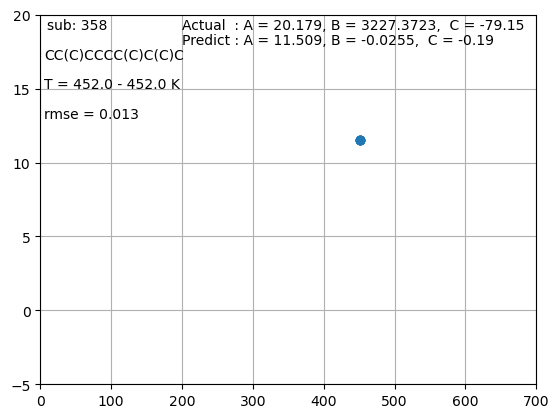 sub: 358
Actual  : A = 20.179, B = 3227.3723,  C = -79.15
Predict : A = 11.509, B = -0.0255,  C = -0.19
CC(C)CCCC(C)C(C)C
T = 452.0 - 452.0 K
rmse = 0.013
20
15
10
5
0
−5
0 100 200 300 400 500 600 700